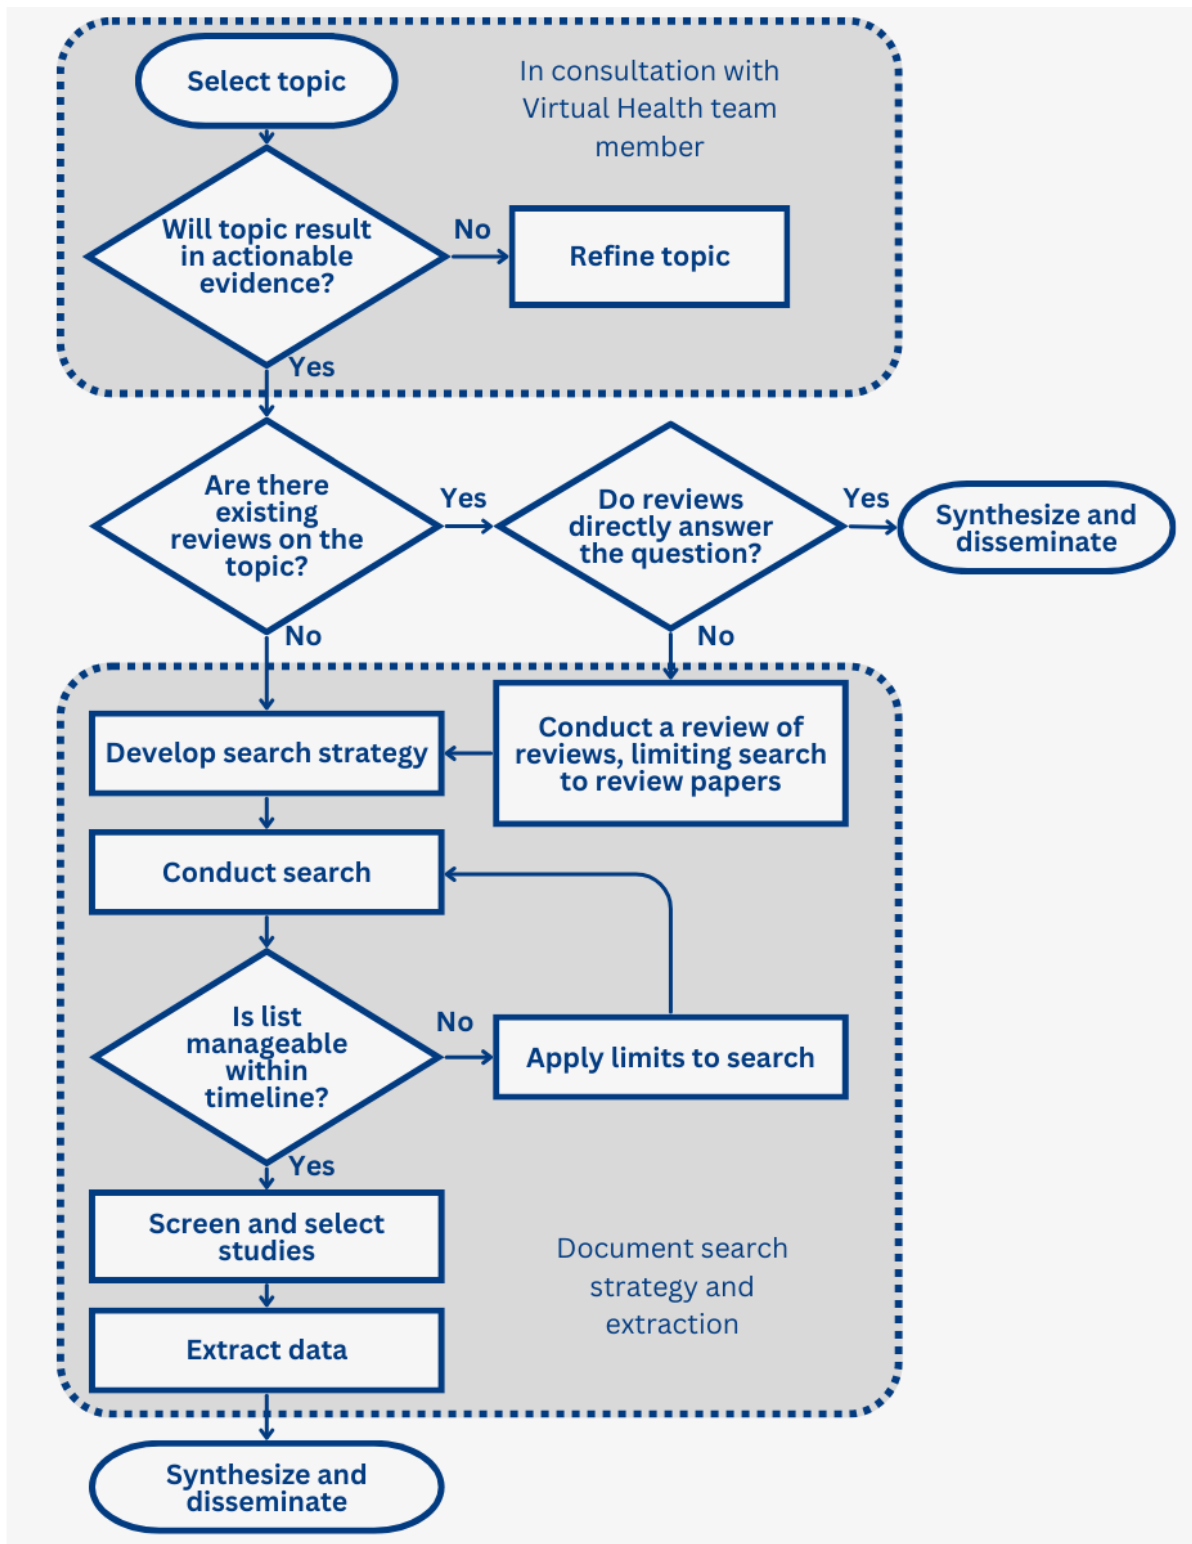 Select topic
In consultation with
Virtual Health team
member
Will topic result
in actionable
evidence?
No
Refine topic
Yes
Are there
existing
reviews on the
topic?
Yes
Do reviews
directly answer
the question?
Yes
Synthesize and
disseminate
No
No
Develop search strategy
Conduct a review of
reviews, limiting search
to review papers
Conduct search
Is list
manageable
within
timeline?
No
Apply limits to search
Yes
Screen and select
studies
Document search
strategy and
extraction
Extract data
Synthesize and
disseminate